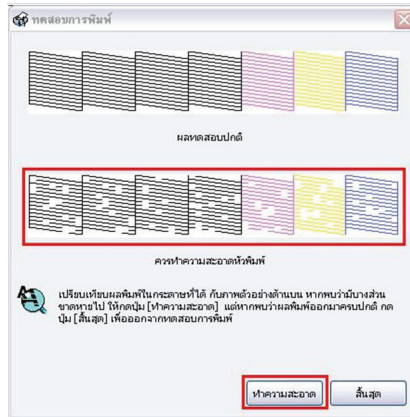 ทดสอบการพิมพ์
ผลทดสอบปกติ
ควรทำความสะอาดหัวพิมพ์
เปรียบเทียบผลพิมพ์ในกระดาษที่ได้ กับภาพตัวอย่างด้านบน หากพบว่ามีบางส่วน
ขาดหายไป ให้กดปุ่ม [ทำความสะอาด] แต่หากพบว่าผลพิมพ์ออกมาครบปกติ กด
ปุ่ม [สิ้นสุด] เพื่อออกจากทดสอบการพิมพ์
ทำความสะอาด
สิ้นสุด